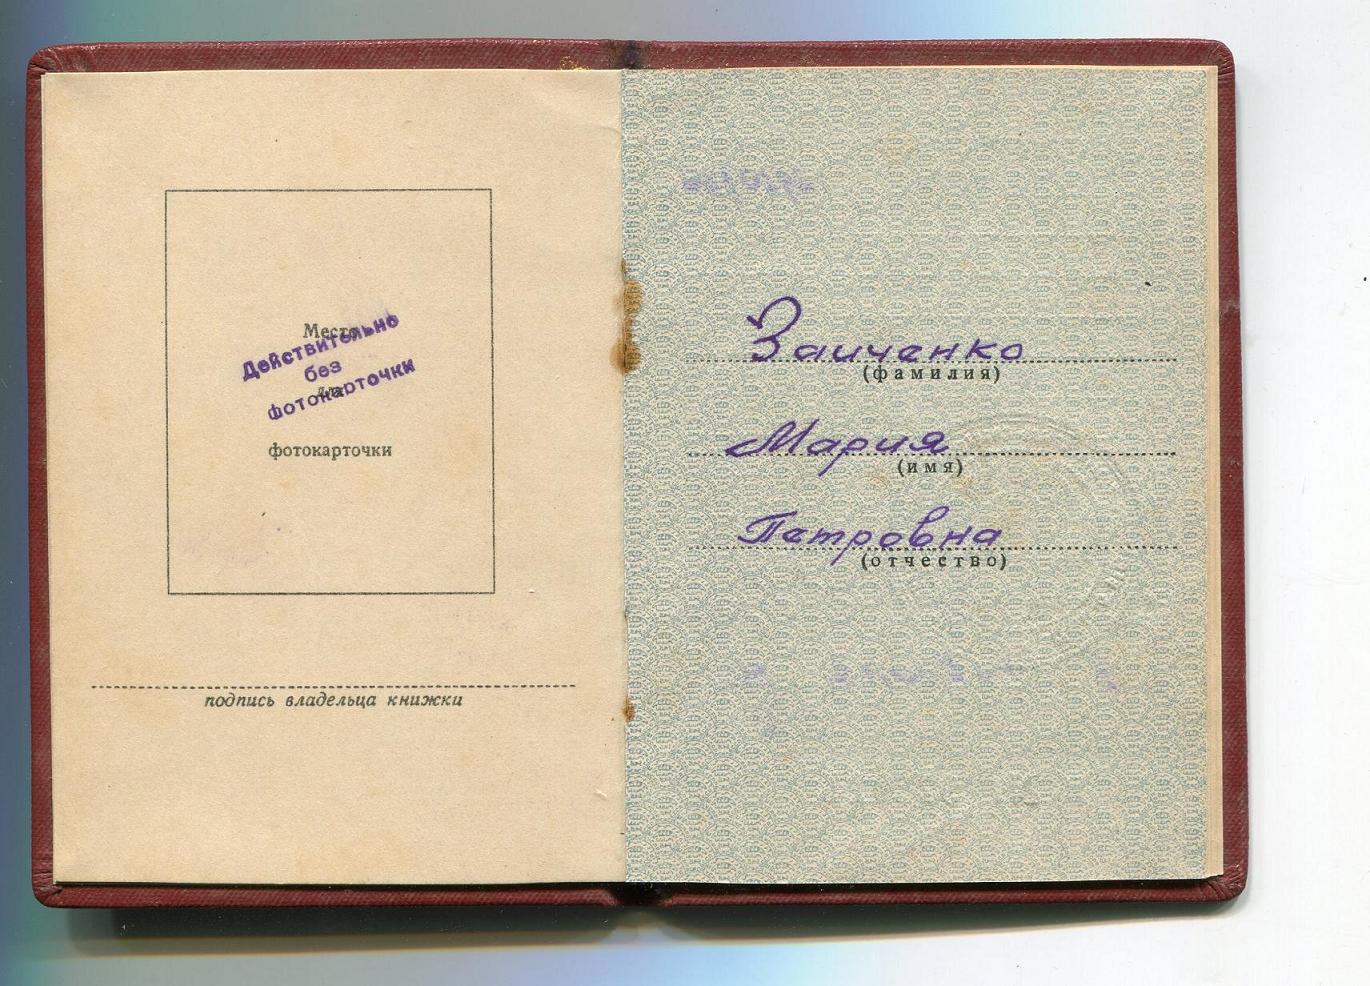 Место
Действительно
без
для
фотокарточки
фотокарточки
подпись владельца книжки
Заиченко
(фамилия)
Мария
(имя)
Петровна
(отчество)